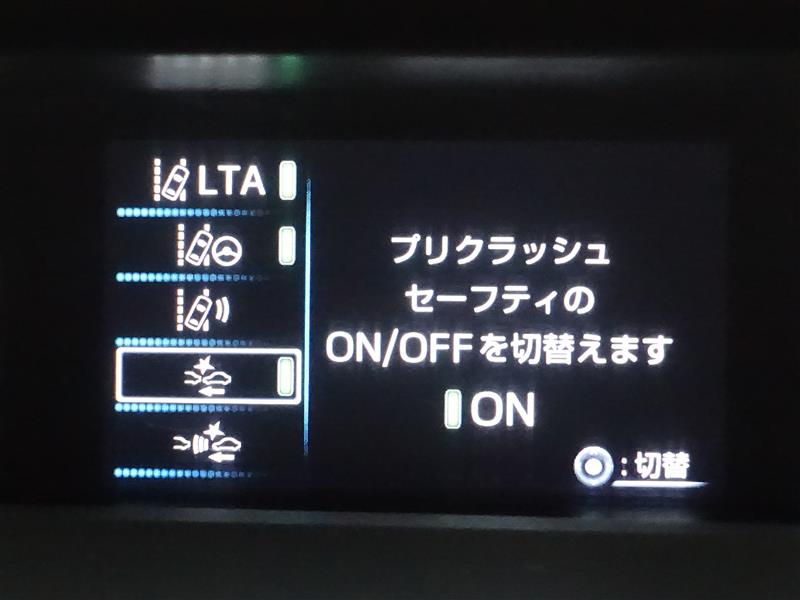 LTA
プリクラッシュ
セーフティの
ON/OFFを切替えます
ON
:切替